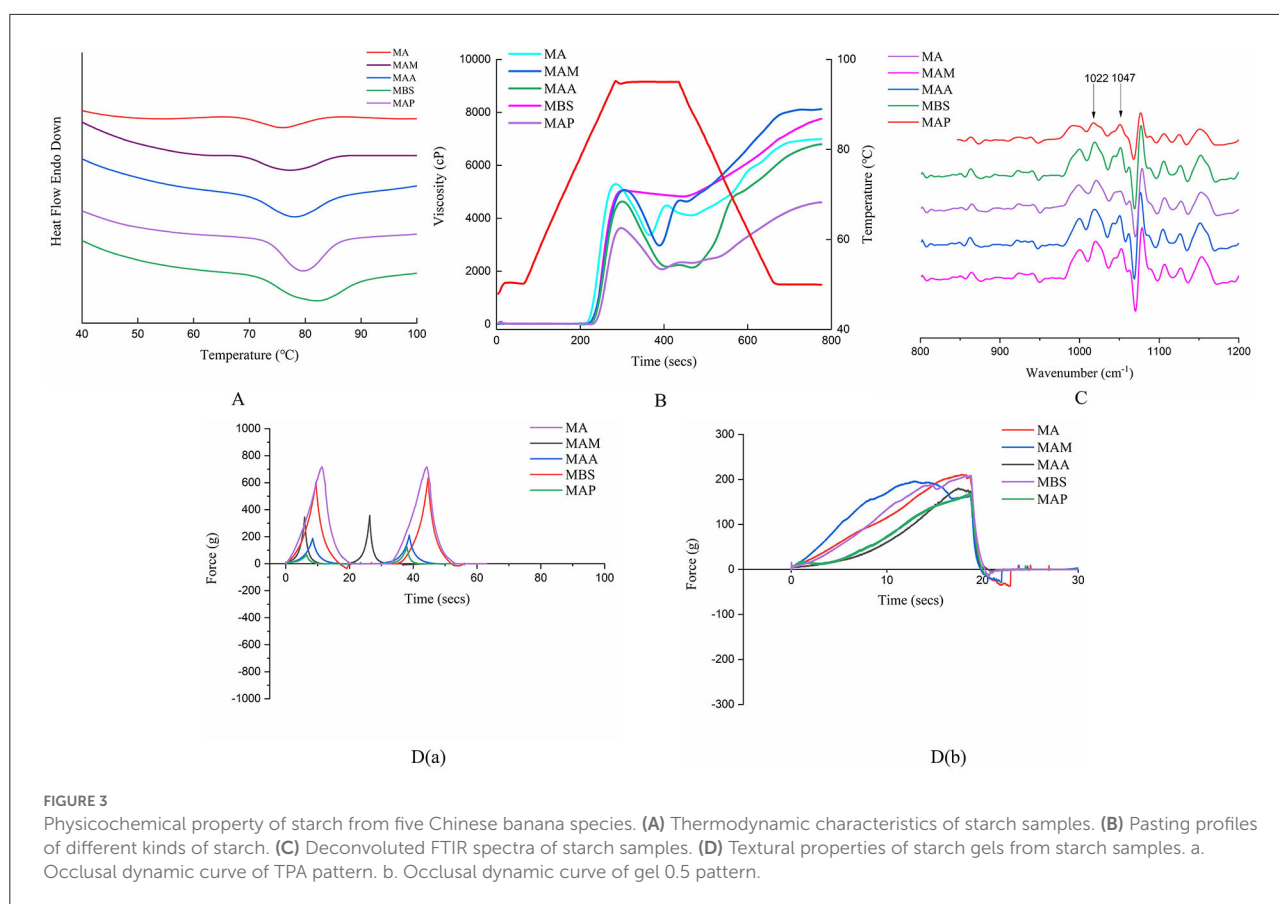 MA
MAM
MAA
MBS
MAP
Heat Flow Endo Down
40 50 60 70 80 90 100
Temperature (℃)
A
MA
MAM
MAA
MBS
MAP
10000
8000
6000
4000
2000
0
Viscosity (cP)
100
80
60
40
Temperature (℃)
0 200 400 600 800
Time (secs)
B
MA
MAM
MAA
MBS
MAP
1022 1047
800 900 1000 1100 1200
Wavenumber (cm⁻¹)
C
MA
MAM
MAA
MBS
MAP
1000
800
600
400
200
0
-200
-400
-600
-800
-1000
Force (g)
0 20 40 60 80 100
Time (secs)
D(a)
MA
MAM
MAA
MBS
MAP
300
200
100
0
-100
-200
-300
Force (g)
0 10 20 30
Time (secs)
D(b)
FIGURE 3
Physicochemical property of starch from five Chinese banana species. (A) Thermodynamic characteristics of starch samples. (B) Pasting profiles
of different kinds of starch. (C) Deconvoluted FTIR spectra of starch samples. (D) Textural properties of starch gels from starch samples. a.
Occlusal dynamic curve of TPA pattern. b. Occlusal dynamic curve of gel 0.5 pattern.